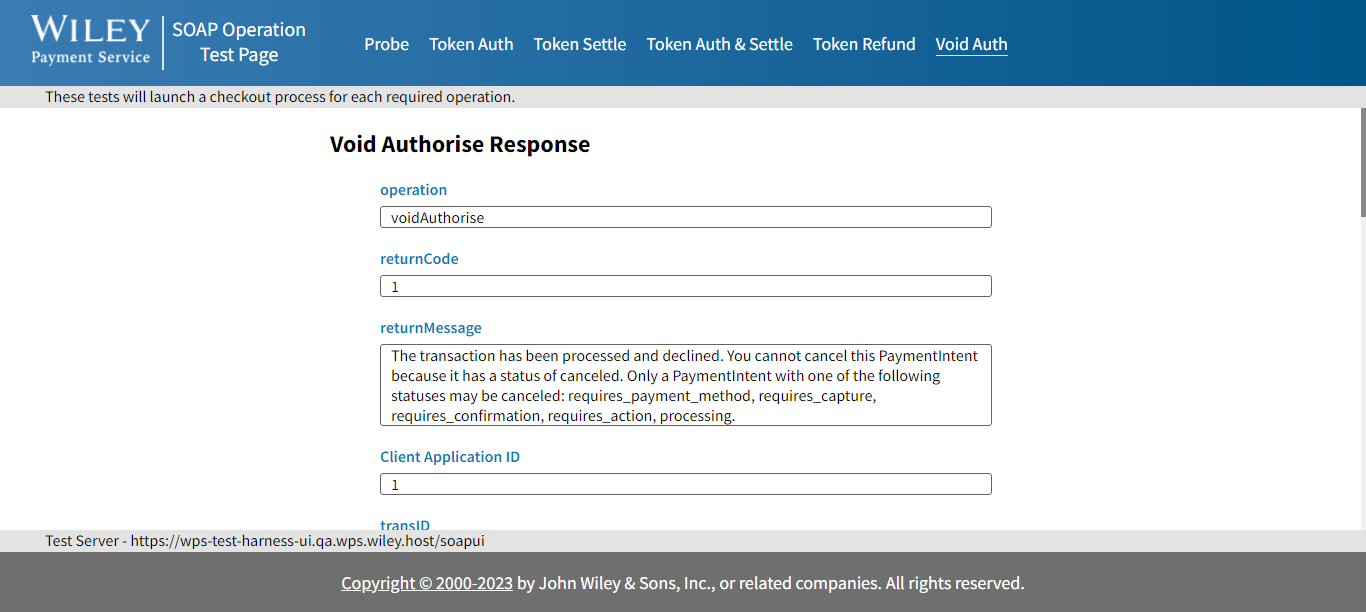 WILEY
Payment Service
SOAP Operation
Test Page
Probe
Token Auth
Token Settle
Token Auth & Settle
Token Refund
Void Auth
These tests will launch a checkout process for each required operation.
Void Authorise Response
operation
voidAuthorise
returnCode
1
returnMessage
The transaction has been processed and declined. You cannot cancel this PaymentIntent
because it has a status of canceled. Only a PaymentIntent with one of the following
statuses may be canceled: requires_payment_method, requires_capture,
requires_confirmation, requires_action, processing.
Client Application ID
1
transID
Test Server - https://wps-test-harness-ui.qa.wps.wiley.host/soapui
Copyright © 2000-2023 by John Wiley & Sons, Inc., or related companies. All rights reserved.